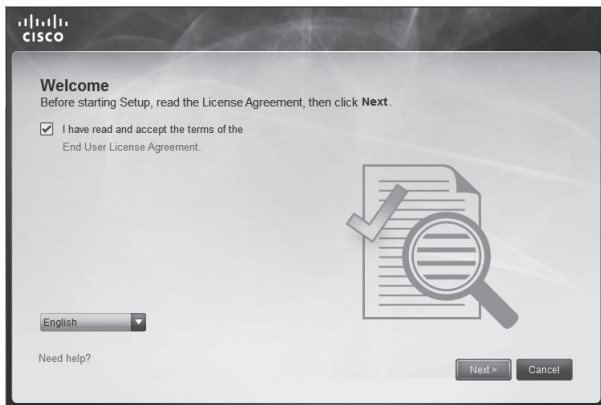 CISCO
Welcome
Before starting Setup, read the License Agreement, then click Next.
I have read and accept the terms of the
End User License Agreement.
English
Need help?
Next >
Cancel